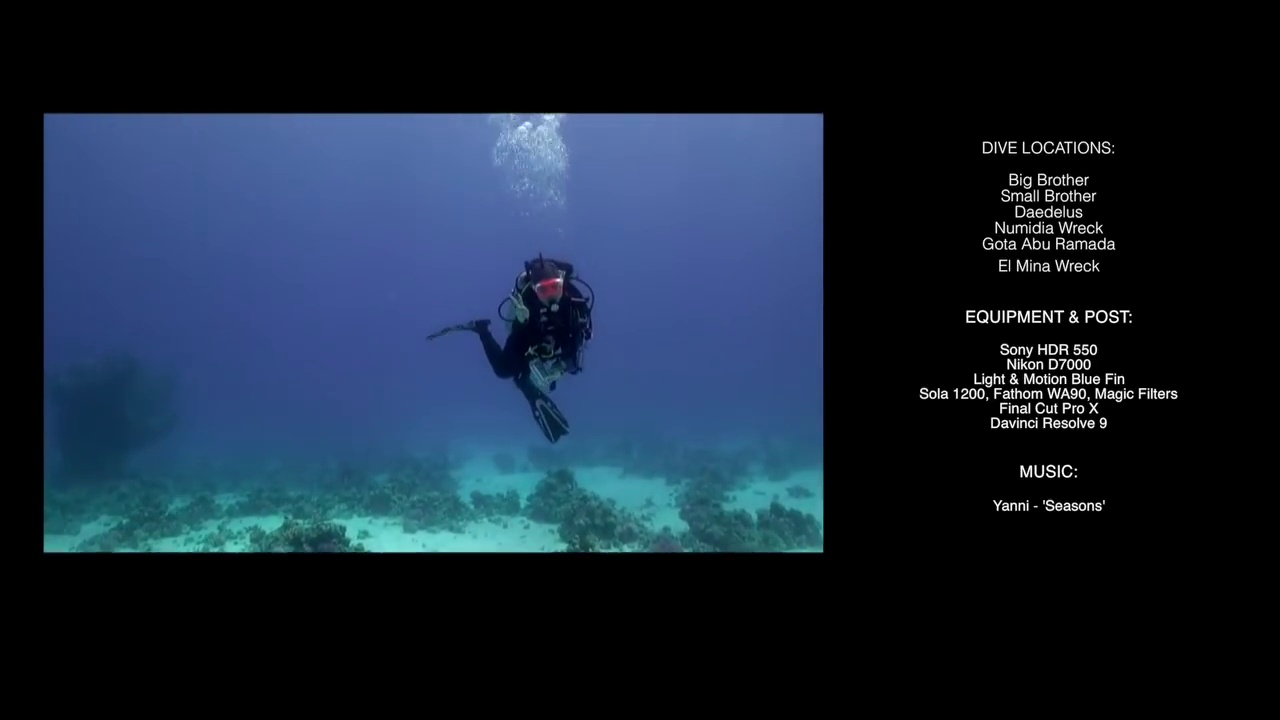 DIVE LOCATIONS:
Big Brother
Small Brother
Daedelus
Numidia Wreck
Gota Abu Ramada
El Mina Wreck
EQUIPMENT & POST:
Sony HDR 550
Nikon D7000
Light & Motion Blue Fin
Sola 1200, Fathom WA90, Magic Filters
Final Cut Pro X
Davinci Resolve 9
MUSIC:
Yanni - 'Seasons'